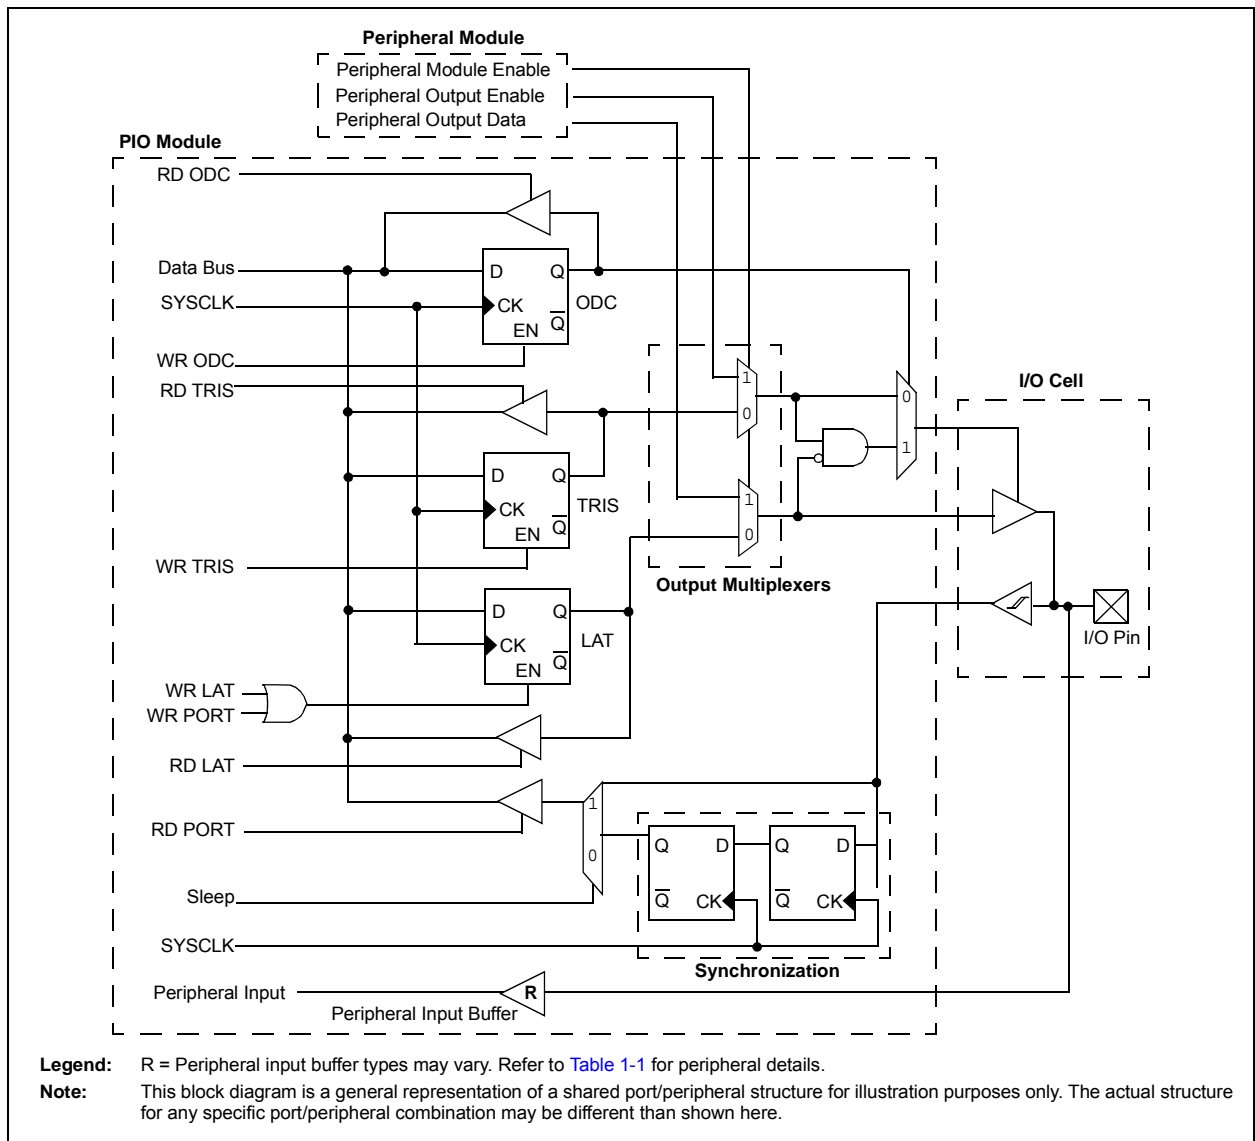 Peripheral Module
Peripheral Module Enable
Peripheral Output Enable
Peripheral Output Data
PIO Module
RD ODC
Data Bus
D
Q
SYSCLK
CK
ODC
EN
Q
WR ODC
RD TRIS
1
0
0
1
I/O Cell
D
Q
CK
TRIS
EN
Q
1
0
WR TRIS
Output Multiplexers
D
Q
CK
LAT
EN
Q
I/O Pin
WR LAT
WR PORT
RD LAT
1
0
RD PORT
Q
D
Q
D
Q
CK
Q
CK
Sleep
SYSCLK
Synchronization
Peripheral Input
R
Peripheral Input Buffer
Legend: R = Peripheral input buffer types may vary. Refer to Table 1-1 for peripheral details.
Note: This block diagram is a general representation of a shared port/peripheral structure for illustration purposes only. The actual structure
for any specific port/peripheral combination may be different than shown here.